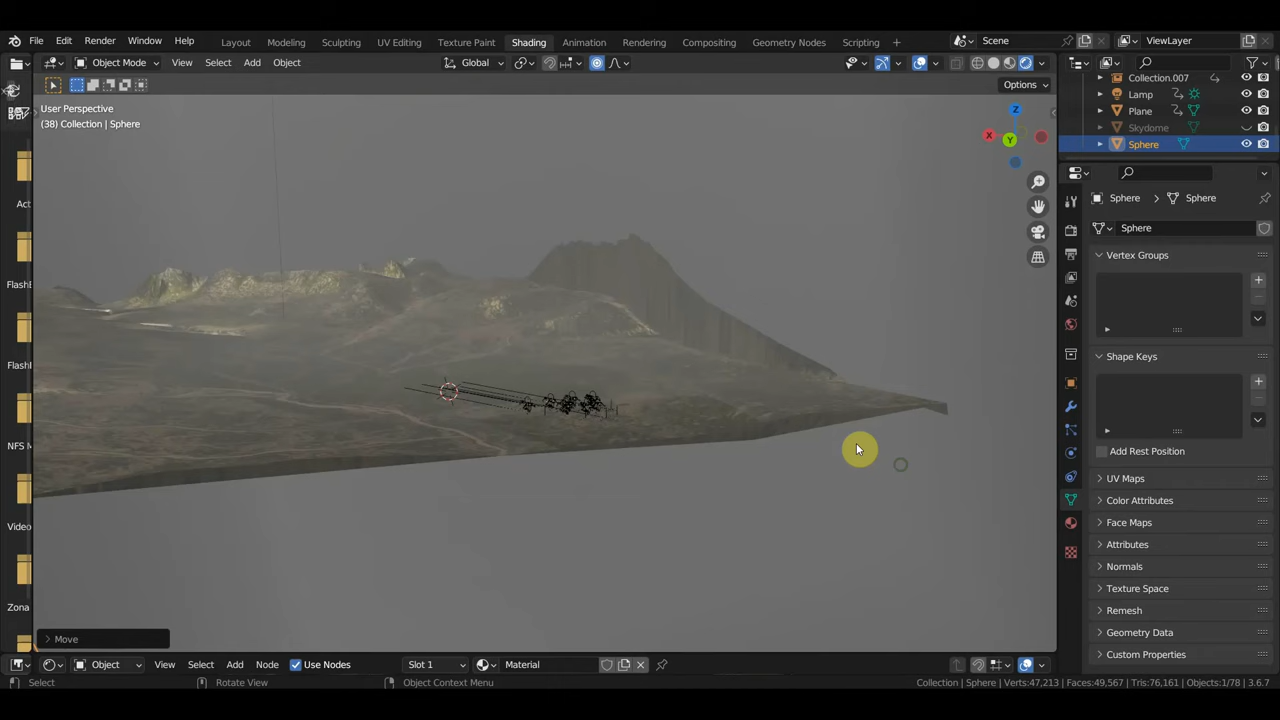 File Edit Render Window Help Layout Modeling Sculpting UV Editing Texture Paint Shading Animation Rendering Compositing Geometry Nodes Scripting + Scene ViewLayer
Object Mode View Select Add Object Global
Options
User Perspective
(38) Collection | Sphere
Z
X
Y
Act
FlashE
Flashl
NFS M
Video
Zona
Move
Collection.007
Lamp
Plane
Skydome
Sphere
Sphere > Sphere
Sphere
Vertex Groups
Shape Keys
Add Rest Position
UV Maps
Color Attributes
Face Maps
Attributes
Normals
Texture Space
Remesh
Geometry Data
Custom Properties
Object View Select Add Node Use Nodes Slot 1 Material
Select Rotate View Object Context Menu Collection | Sphere | Verts:47,213 | Faces:49,567 | Tris:76,161 | Objects:1/78 | 3.6.7